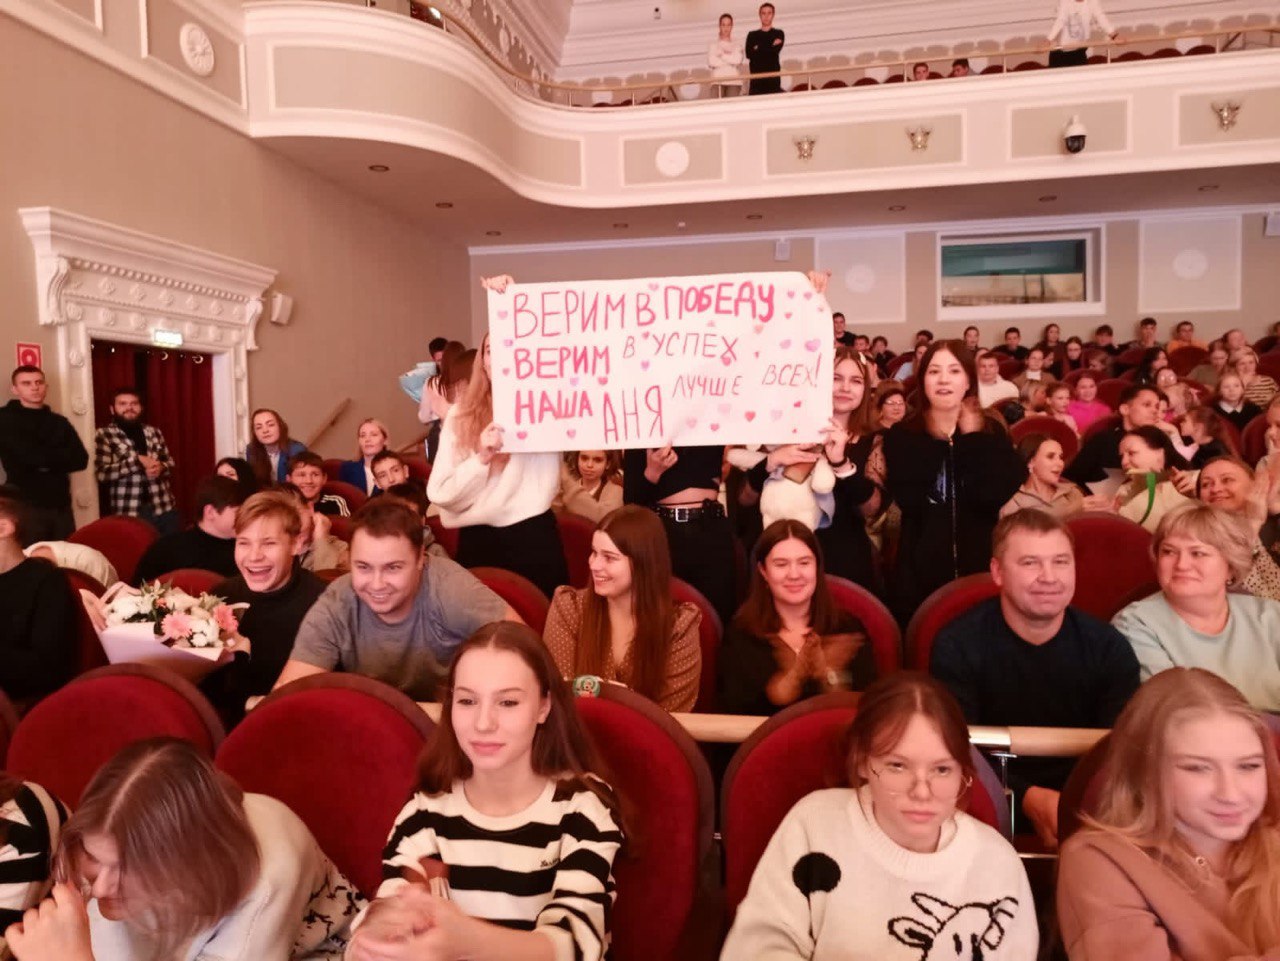 ВЕРИМ В ПОБЕДУ
ВЕРИМ В УСПЕХ
НАША АНЯ ЛУЧШЕ ВСЕХ!